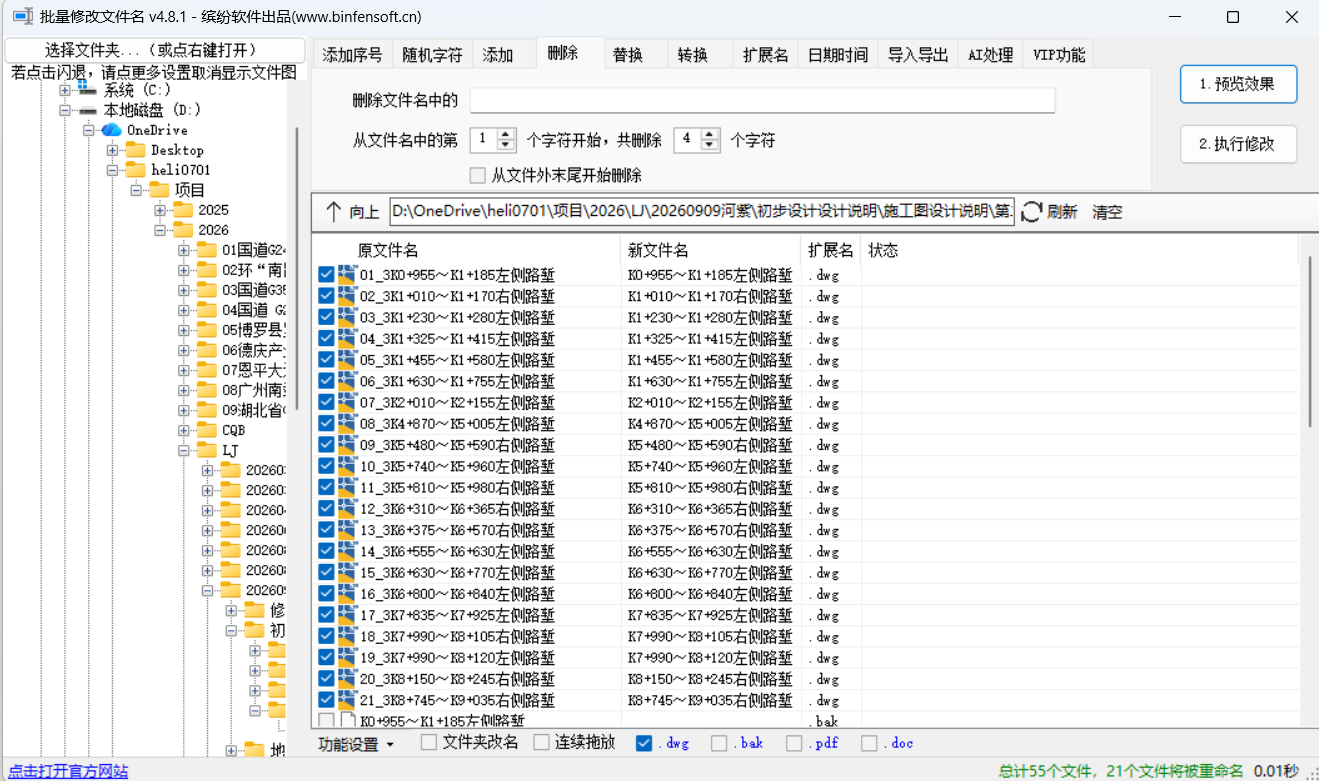 批量修改文件名 v4.8.1 - 缤纷软件出品(www.binfensoft.cn)
选择文件夹...（或点右键打开）
若点击闪退，请点更多设置取消显示文件图
系统 (C:)
本地磁盘 (D:)
OneDrive
Desktop
heli0701
项目
2025
2026
01国道G24
02环“南
03国道G35
04国道 G2
05博罗县
06德庆产
07恩平大
08广州南
09湖北省
CQB
LJ
20260
20260
20260
20260
20260
20260
20260
修
初
地
点击打开官方网站
添加序号 随机字符 添加 删除 替换 转换 扩展名 日期时间 导入导出 AI处理 VIP功能
删除文件名中的
从文件名中的第 1 个字符开始，共删除 4 个字符
从文件外末尾开始删除
1.预览效果
2.执行修改
向上 D:\OneDrive\heli0701\项目\2026\LJ\20260909河紫\初步设计设计说明\施工图设计说明\第. 刷新 清空
原文件名 新文件名 扩展名 状态
01_3K0+955～K1+185左侧路堑 K0+955～K1+185左侧路堑 .dwg
02_3K1+010～K1+170右侧路堑 K1+010～K1+170右侧路堑 .dwg
03_3K1+230～K1+280左侧路堑 K1+230～K1+280左侧路堑 .dwg
04_3K1+325～K1+415左侧路堑 K1+325～K1+415左侧路堑 .dwg
05_3K1+455～K1+580左侧路堑 K1+455～K1+580左侧路堑 .dwg
06_3K1+630～K1+755左侧路堑 K1+630～K1+755左侧路堑 .dwg
07_3K2+010～K2+155左侧路堑 K2+010～K2+155左侧路堑 .dwg
08_3K4+870～K5+005左侧路堑 K4+870～K5+005左侧路堑 .dwg
09_3K5+480～K5+590右侧路堑 K5+480～K5+590右侧路堑 .dwg
10_3K5+740～K5+960左侧路堑 K5+740～K5+960左侧路堑 .dwg
11_3K5+810～K5+980右侧路堑 K5+810～K5+980右侧路堑 .dwg
12_3K6+310～K6+365右侧路堑 K6+310～K6+365右侧路堑 .dwg
13_3K6+375～K6+570右侧路堑 K6+375～K6+570右侧路堑 .dwg
14_3K6+555～K6+630左侧路堑 K6+555～K6+630左侧路堑 .dwg
15_3K6+630～K6+770左侧路堑 K6+630～K6+770左侧路堑 .dwg
16_3K6+800～K6+840左侧路堑 K6+800～K6+840左侧路堑 .dwg
17_3K7+835～K7+925左侧路堑 K7+835～K7+925左侧路堑 .dwg
18_3K7+990～K8+105右侧路堑 K7+990～K8+105右侧路堑 .dwg
19_3K7+990～K8+120左侧路堑 K7+990～K8+120左侧路堑 .dwg
20_3K8+150～K8+245右侧路堑 K8+150～K8+245右侧路堑 .dwg
21_3K8+745～K9+035右侧路堑 K8+745～K9+035右侧路堑 .dwg
K0+955～K1+185左侧路堑 .bak
功能设置 文件夹改名 连续拖放 .dwg .bak .pdf .doc
总计55个文件，21个文件将被重命名 0.01秒